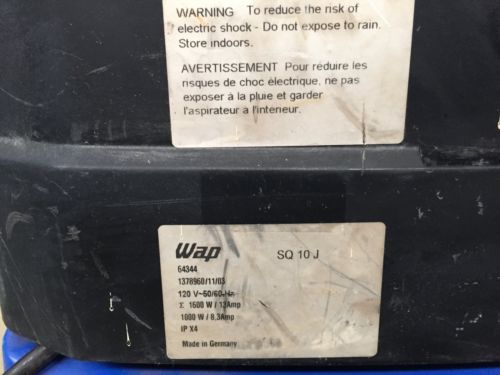 WARNING To reduce the risk of
electric shock - Do not expose to rain.
Store indoors.
AVERTISSEMENT Pour réduire les
risques de choc électrique, ne pas
exposer à la pluie et garder
l'aspirateur à l'intérieur.
Wap SQ 10 J
64344
1378960/11/03
120 V~50/60 Hz
Σ 1600 W / 13Amp
1000 W / 8.3Amp
IP X4
Made in Germany